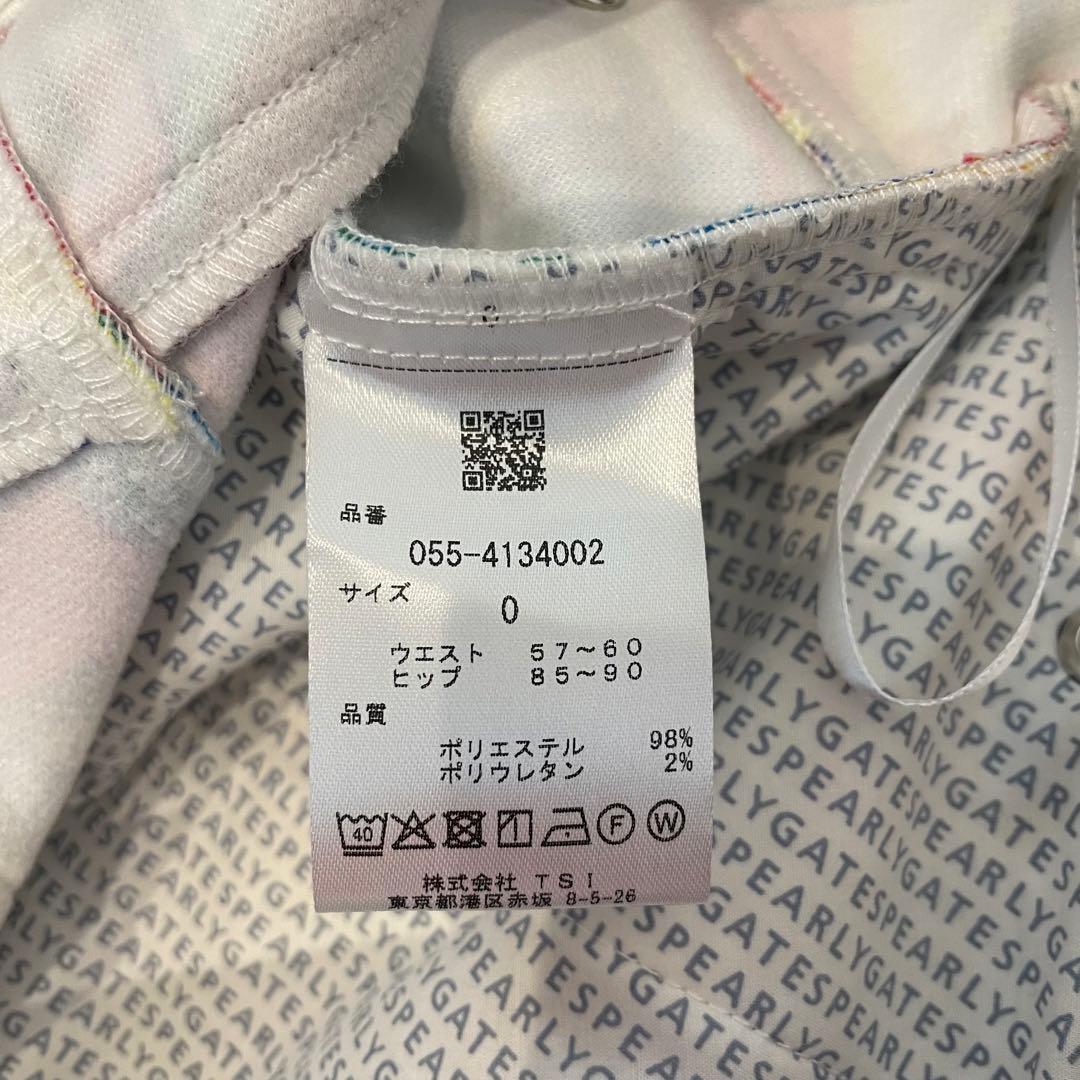 品番
055-4134002
サイズ
0
ウエスト 57～60
ヒップ 85～90
品質
ポリエステル 98%
ポリウレタン 2%
40
F W
株式会社 TSI
東京都港区赤坂 8-5-26
PEARLYGATES